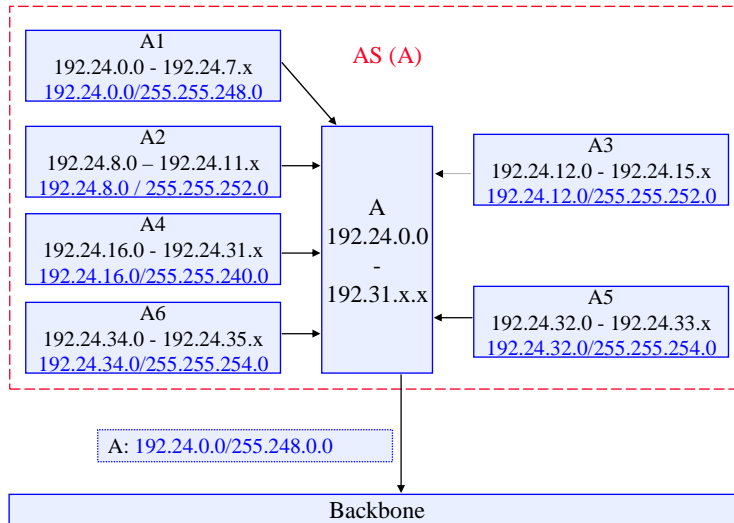 A1
192.24.0.0 - 192.24.7.x
192.24.0.0/255.255.248.0
AS (A)
A2
192.24.8.0 – 192.24.11.x
192.24.8.0 / 255.255.252.0
A3
192.24.12.0 - 192.24.15.x
192.24.12.0/255.255.252.0
A
192.24.0.0
-
192.31.x.x
A4
192.24.16.0 - 192.24.31.x
192.24.16.0/255.255.240.0
A6
192.24.34.0 - 192.24.35.x
192.24.34.0/255.255.254.0
A5
192.24.32.0 - 192.24.33.x
192.24.32.0/255.255.254.0
A: 192.24.0.0/255.248.0.0
Backbone